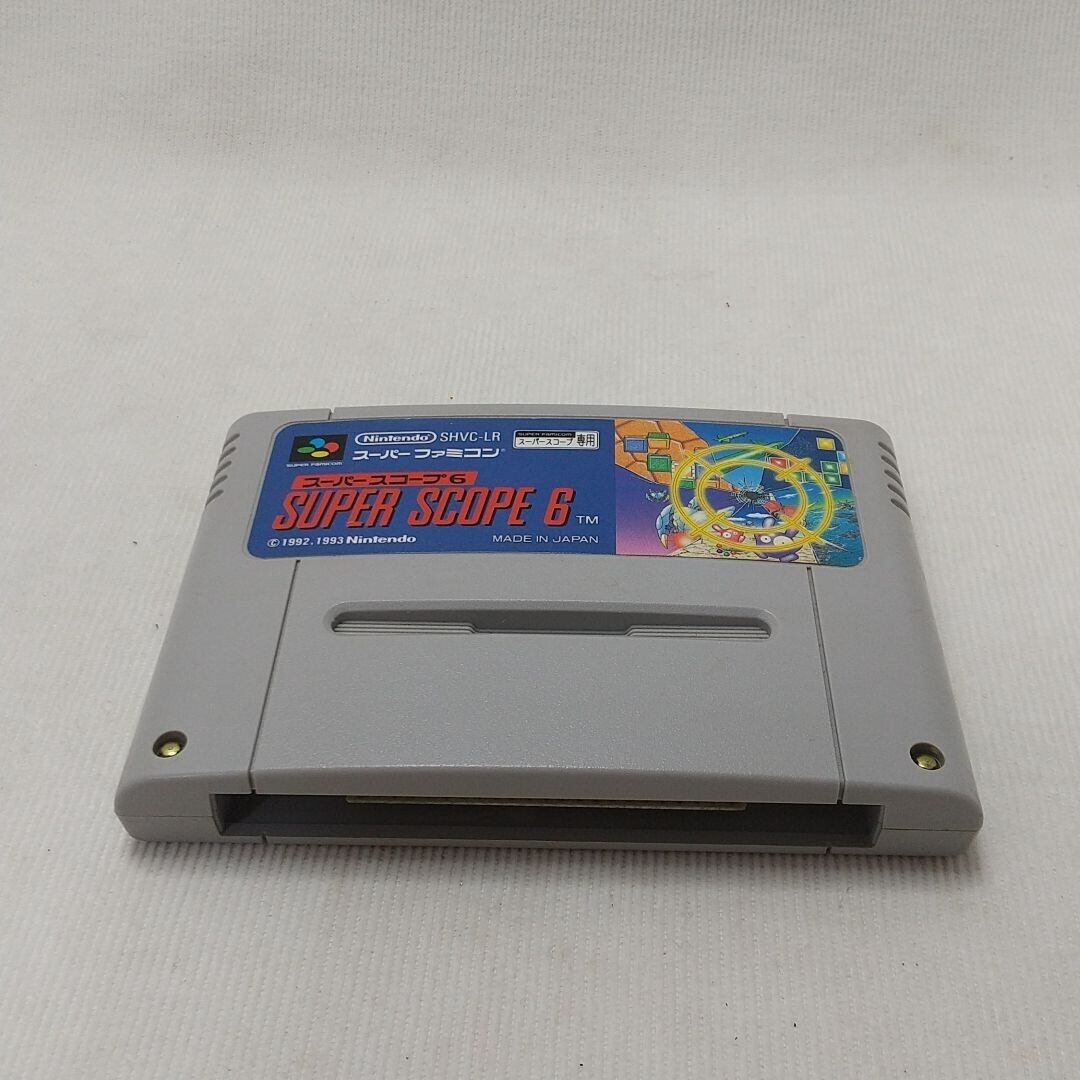 SUPER FAMICOM
Nintendo SHVC-LR
スーパーファミコン®
SUPER FAMICOM
スーパースコープ専用
スーパースコープ6
SUPER SCOPE 6 TM
© 1992,1993 Nintendo
MADE IN JAPAN